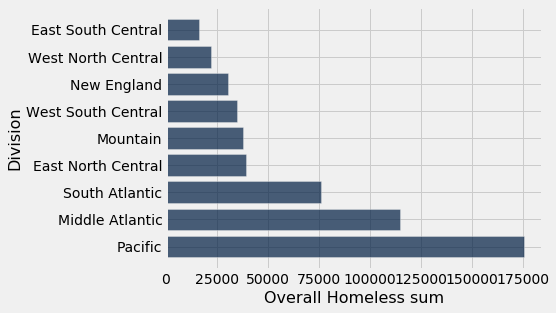 East South Central
West North Central
New England
West South Central
Mountain
East North Central
South Atlantic
Middle Atlantic
Pacific
Division
0 25000 50000 75000 100000 125000 150000 175000
Overall Homeless sum